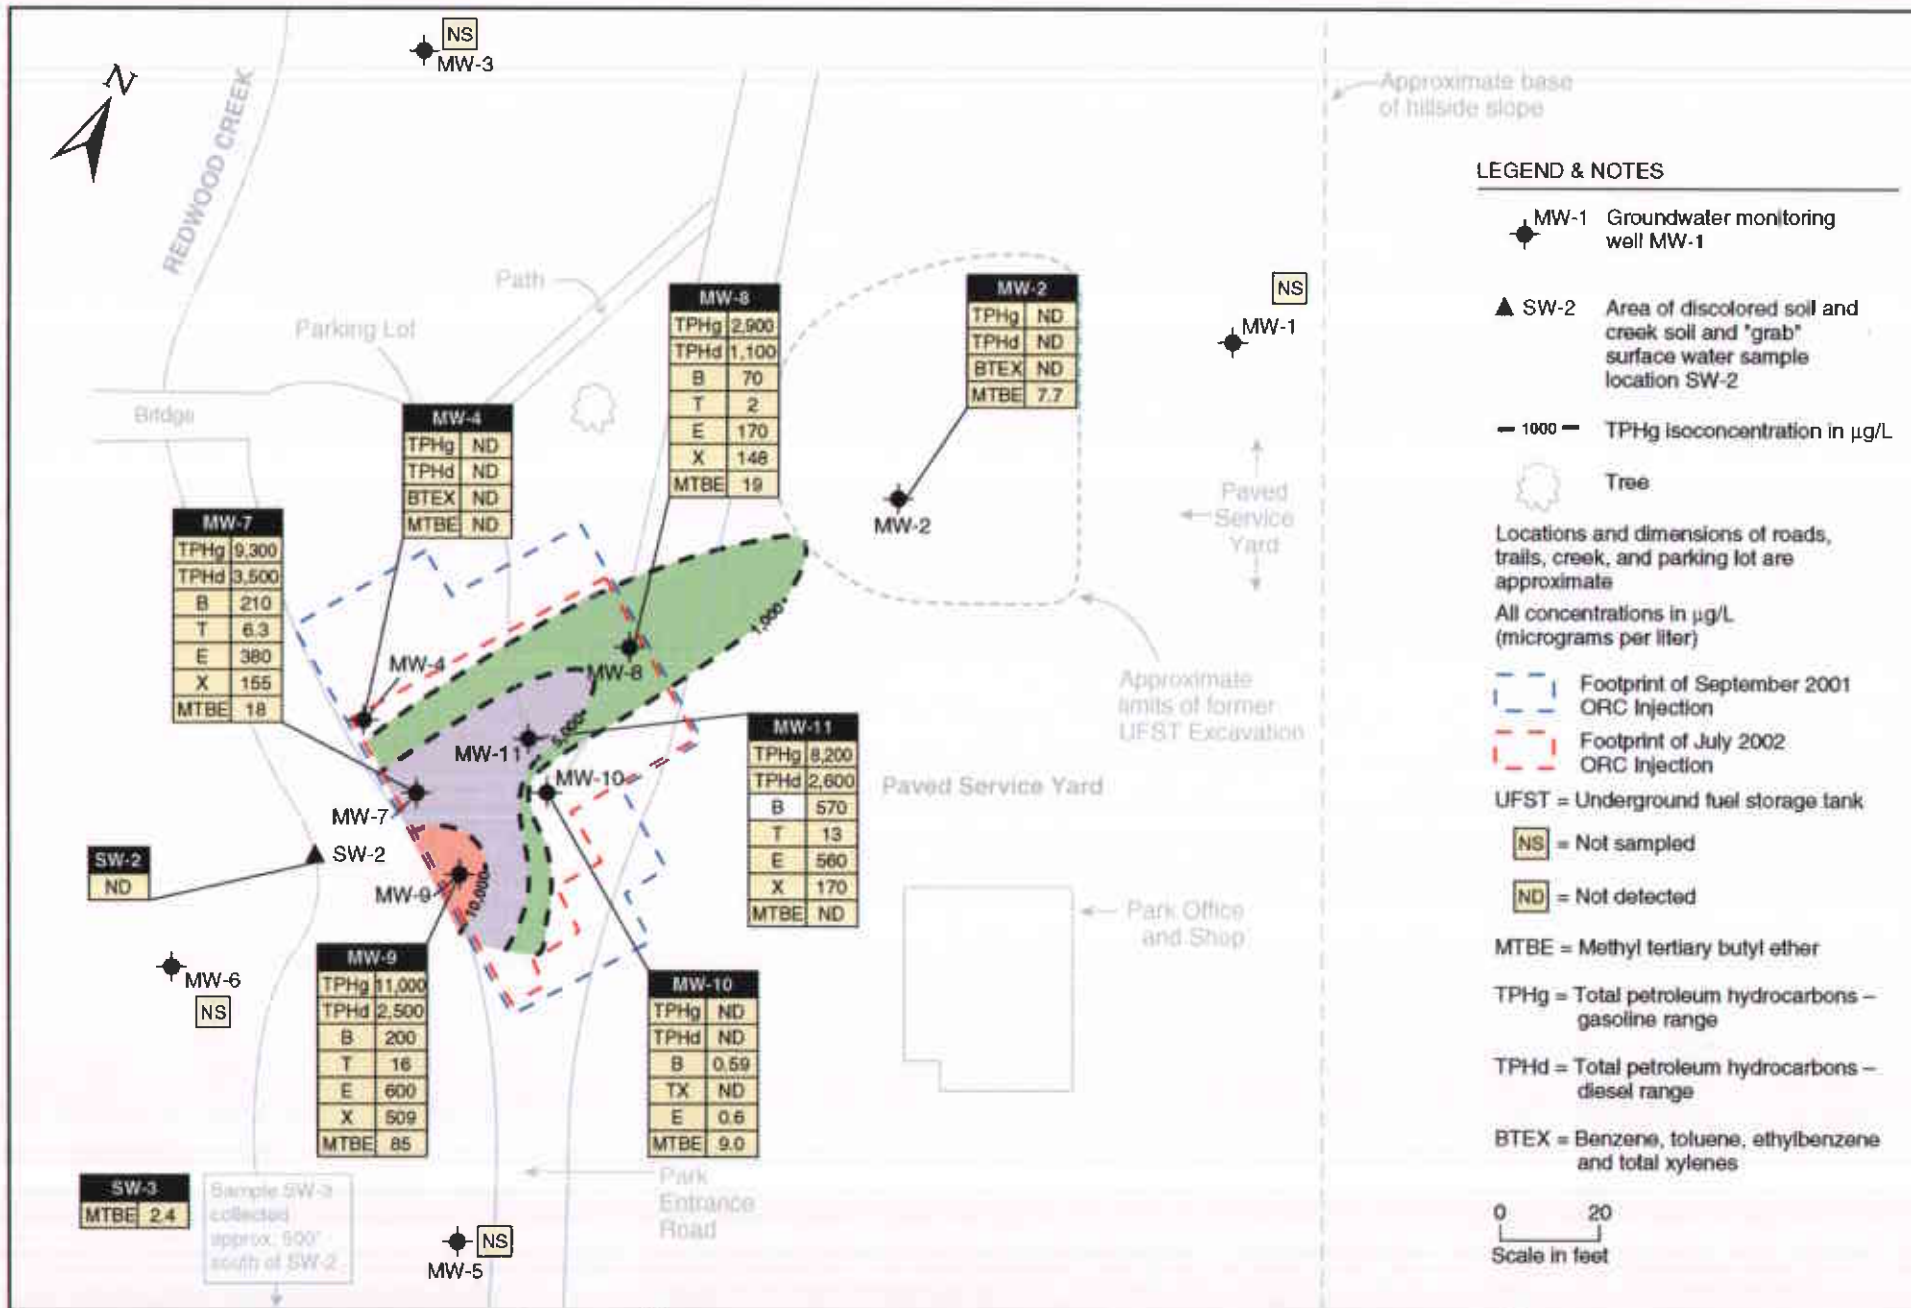 N
REDWOOD CREEK
NS
MW-3
Approximate base
of hillside slope
Path
Parking Lot
Bridge
MW-8
TPHg 2,900
TPHd 1,100
B 70
T 2
E 170
X 148
MTBE 19
MW-2
TPHg ND
TPHd ND
BTEX ND
MTBE 7.7
NS
MW-1
MW-4
TPHg ND
TPHd ND
BTEX ND
MTBE ND
MW-2
Paved
Service
Yard
MW-7
TPHg 9,300
TPHd 3,500
B 210
T 6.3
E 380
X 155
MTBE 18
1,000
MW-4
MW-8
5,000
MW-11
MW-10
MW-7
Approximate
limits of former
UFST Excavation
MW-11
TPHg 8,200
TPHd 2,600
B 570
T 13
E 560
X 170
MTBE ND
Paved Service Yard
SW-2
ND
SW-2
MW-9
10,000
Park Office
and Shop
MW-6
NS
MW-9
TPHg 11,000
TPHd 2,500
B 200
T 16
E 600
X 509
MTBE 85
MW-10
TPHg ND
TPHd ND
B 0.59
TX ND
E 0.6
MTBE 9.0
SW-3
MTBE 2.4
Sample SW-3
collected
approx. 500'
south of SW-2
Park
Entrance
Road
NS
MW-5
LEGEND & NOTES
MW-1 Groundwater monitoring
well MW-1
SW-2 Area of discolored soil and
creek soil and "grab"
surface water sample
location SW-2
1000 TPHg isoconcentration in µg/L
Tree
Locations and dimensions of roads,
trails, creek, and parking lot are
approximate
All concentrations in µg/L
(micrograms per liter)
Footprint of September 2001
ORC Injection
Footprint of July 2002
ORC Injection
UFST = Underground fuel storage tank
NS = Not sampled
ND = Not detected
MTBE = Methyl tertiary butyl ether
TPHg = Total petroleum hydrocarbons –
gasoline range
TPHd = Total petroleum hydrocarbons –
diesel range
BTEX = Benzene, toluene, ethylbenzene
and total xylenes
0 20
Scale in feet